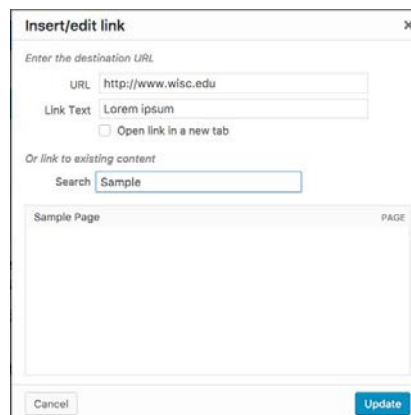 Insert/edit link ×
Enter the destination URL
URL http://www.wisc.edu
Link Text Lorem ipsum
Open link in a new tab
Or link to existing content
Search Sample
Sample Page PAGE
Cancel Update